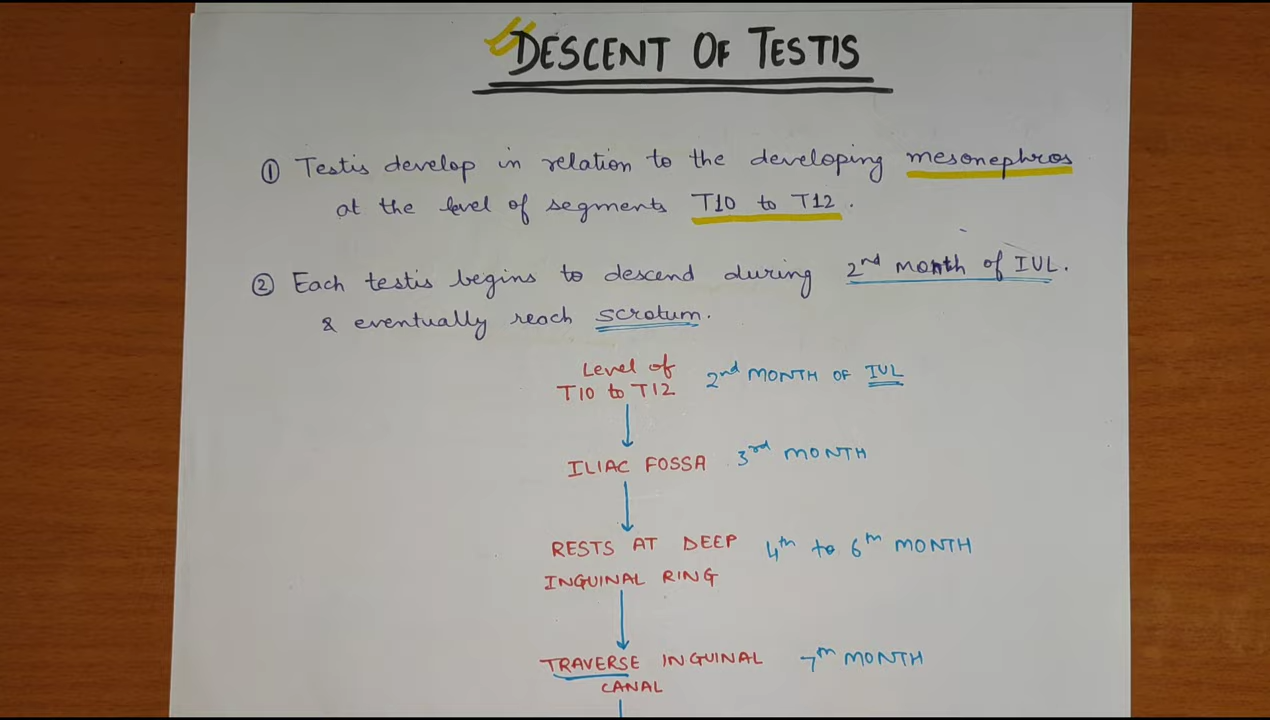 DESCENT OF TESTIS
① Testis develop in relation to the developing mesonephros
at the level of segments T10 to T12.
② Each testis begins to descend during 2nd month of IUL.
& eventually reach scrotum.
Level of
T10 to T12 2nd MONTH OF IUL
ILIAC FOSSA 3rd MONTH
RESTS AT DEEP 4th to 6th MONTH
INGUINAL RING
TRAVERSE INGUINAL 7th MONTH
CANAL